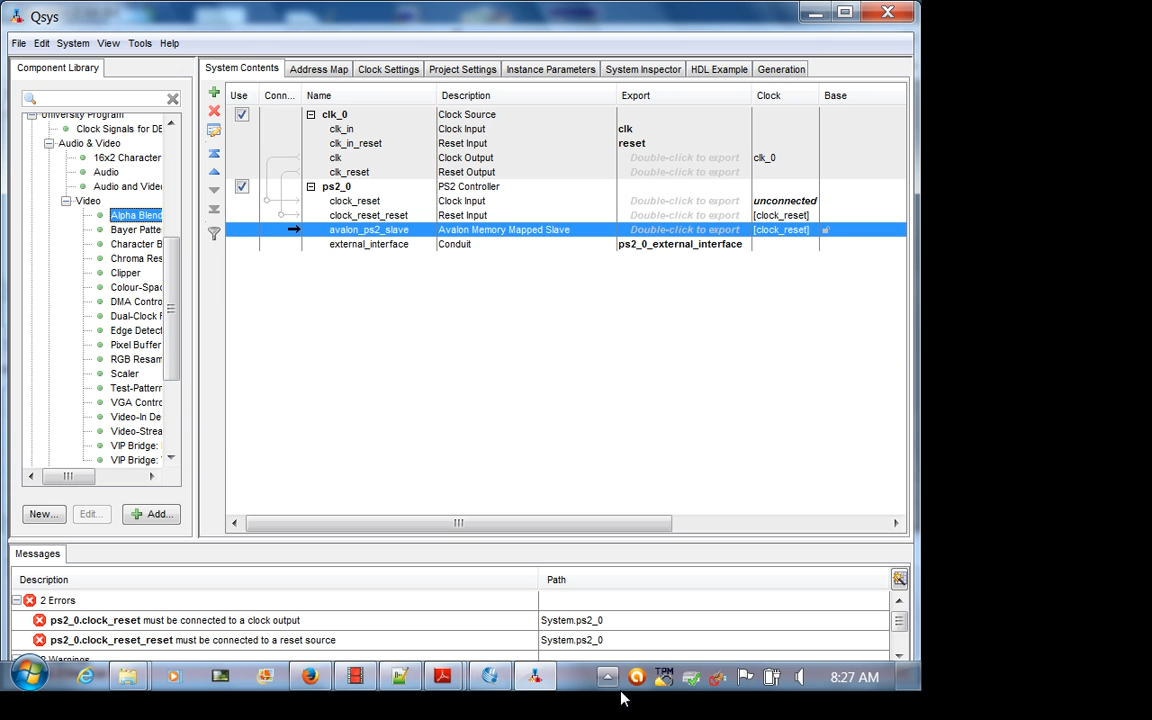 Qsys
File Edit System View Tools Help
Component Library
System Contents Address Map Clock Settings Project Settings Instance Parameters System Inspector HDL Example Generation
Use Conn... Name Description Export Clock Base
University Program
Clock Signals for DE
Audio & Video
16x2 Character
Audio
Audio and Vide
Video
Alpha Blend
Bayer Patte
Character B
Chroma Res
Clipper
Colour-Spa
DMA Contro
Dual-Clock F
Edge Detect
Pixel Buffer
RGB Resam
Scaler
Test-Pattern
VGA Contro
Video-In De
Video-Strea
VIP Bridge:
VIP Bridge:
New... Edit... Add...
clk_0 Clock Source
clk_in Clock Input clk
clk_in_reset Reset Input reset
clk Clock Output Double-click to export clk_0
clk_reset Reset Output Double-click to export
ps2_0 PS2 Controller
clock_reset Clock Input Double-click to export unconnected
clock_reset_reset Reset Input Double-click to export [clock_reset]
avalon_ps2_slave Avalon Memory Mapped Slave Double-click to export [clock_reset]
external_interface Conduit ps2_0_external_interface
Messages
Description Path
2 Errors
ps2_0.clock_reset must be connected to a clock output System.ps2_0
ps2_0.clock_reset_reset must be connected to a reset source System.ps2_0
2 Warnings
TPM
8:27 AM